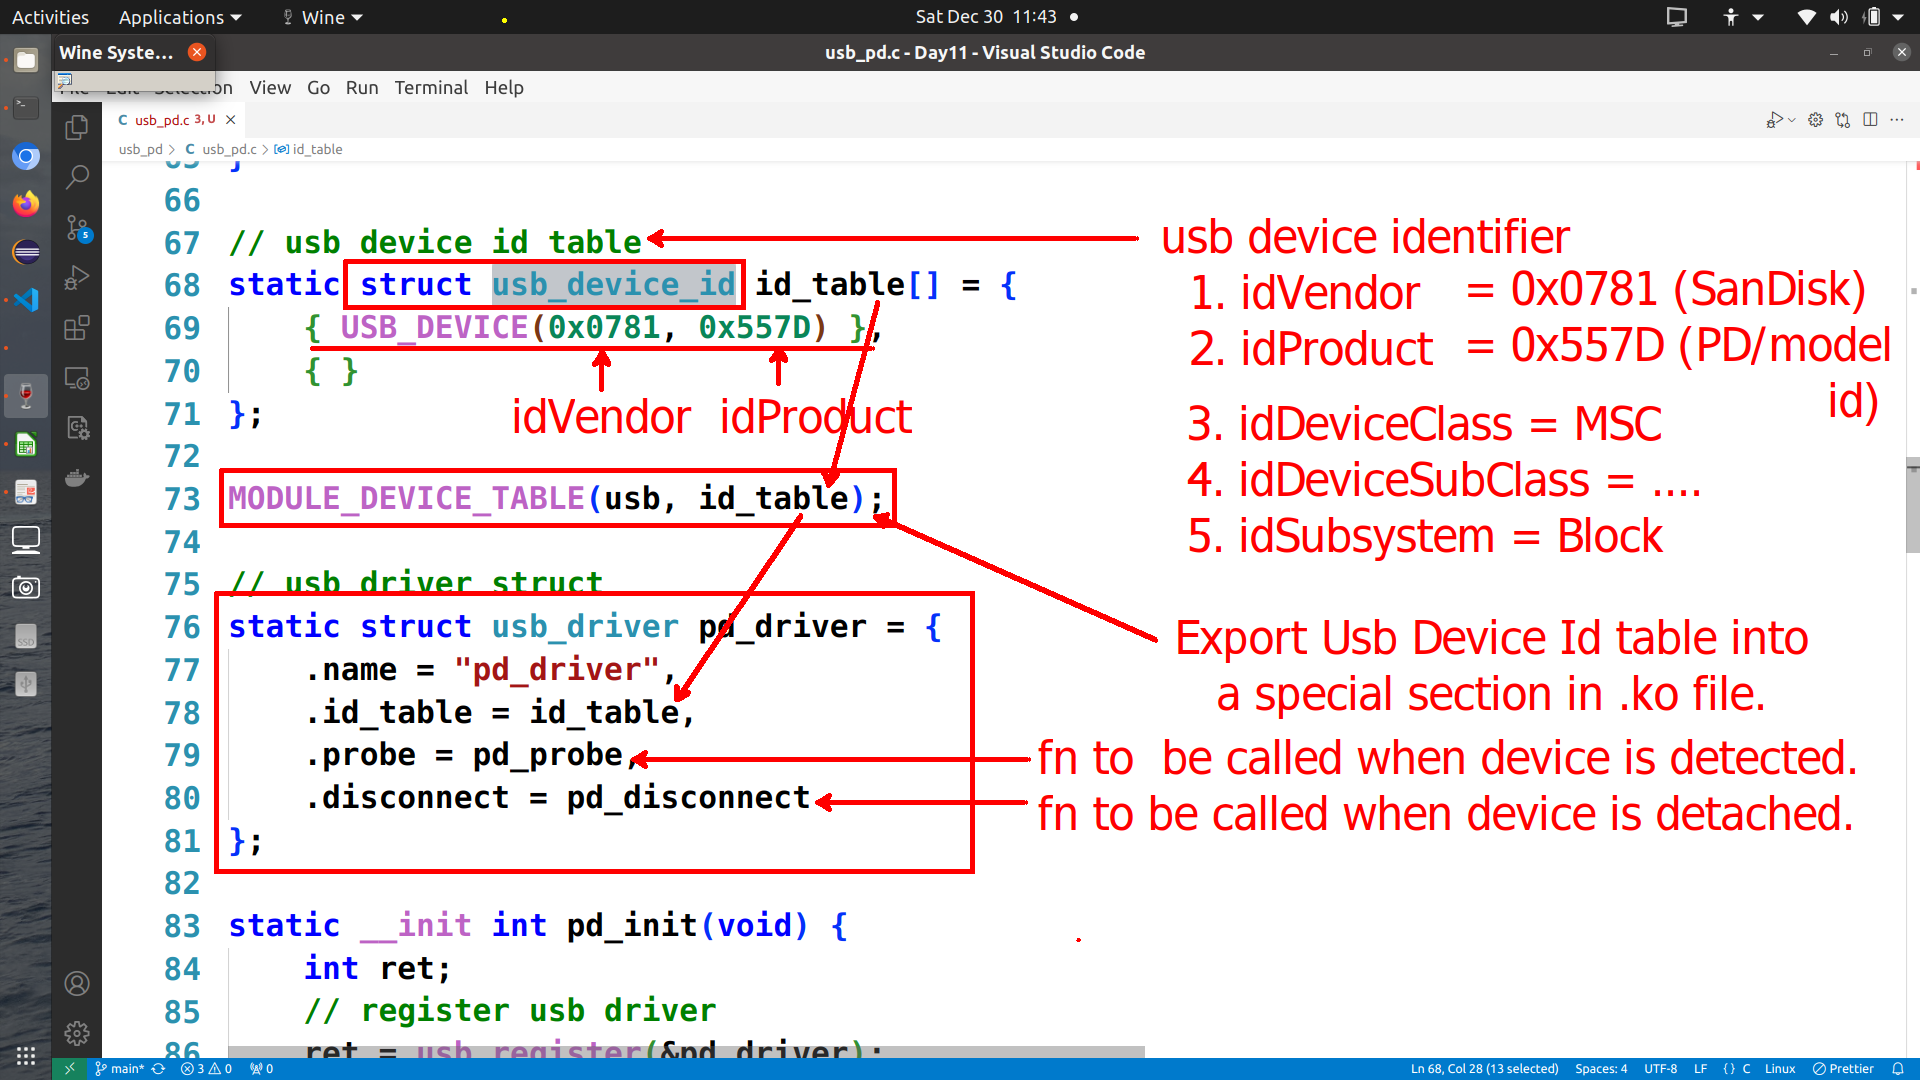 Activities Applications Wine Sat Dec 30 11:43
Wine Syste...
usb_pd.c - Day11 - Visual Studio Code
Selection View Go Run Terminal Help
C usb_pd.c 3, U
usb_pd > C usb_pd.c > id_table
65 }
66
67 // usb device id table
68 static struct usb_device_id id_table[] = {
69 { USB_DEVICE(0x0781, 0x557D) },
70 { }
71 };
72
73 MODULE_DEVICE_TABLE(usb, id_table);
74
75 // usb driver struct
76 static struct usb_driver pd_driver = {
77 .name = "pd_driver",
78 .id_table = id_table,
79 .probe = pd_probe,
80 .disconnect = pd_disconnect
81 };
82
83 static __init int pd_init(void) {
84 int ret;
85 // register usb driver
86 ret = usb_register(&pd_driver);
idVendor idProduct
usb device identifier
1. idVendor = 0x0781 (SanDisk)
2. idProduct = 0x557D (PD/model
id)
3. idDeviceClass = MSC
4. idDeviceSubClass = ....
5. idSubsystem = Block
Export Usb Device Id table into
a special section in .ko file.
fn to be called when device is detected.
fn to be called when device is detached.
5
SSD
main* 3 0 0 Ln 68, Col 28 (13 selected) Spaces: 4 UTF-8 LF {} C Linux Prettier